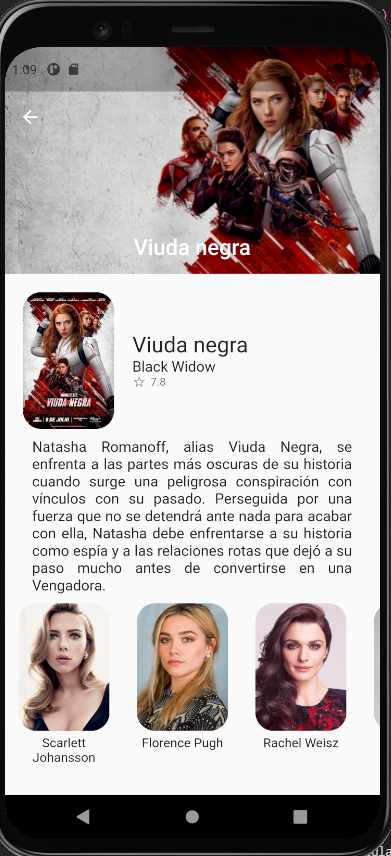 1:09
Viuda negra
VIUDA NEGRA
9 DE JULIO
Viuda negra
Black Widow
7.8
Natasha Romanoff, alias Viuda Negra, se
enfrenta a las partes más oscuras de su historia
cuando surge una peligrosa conspiración con
vínculos con su pasado. Perseguida por una
fuerza que no se detendrá ante nada para acabar
con ella, Natasha debe enfrentarse a su historia
como espía y a las relaciones rotas que dejó a su
paso mucho antes de convertirse en una
Vengadora.
Scarlett
Johansson
Florence Pugh
Rachel Weisz